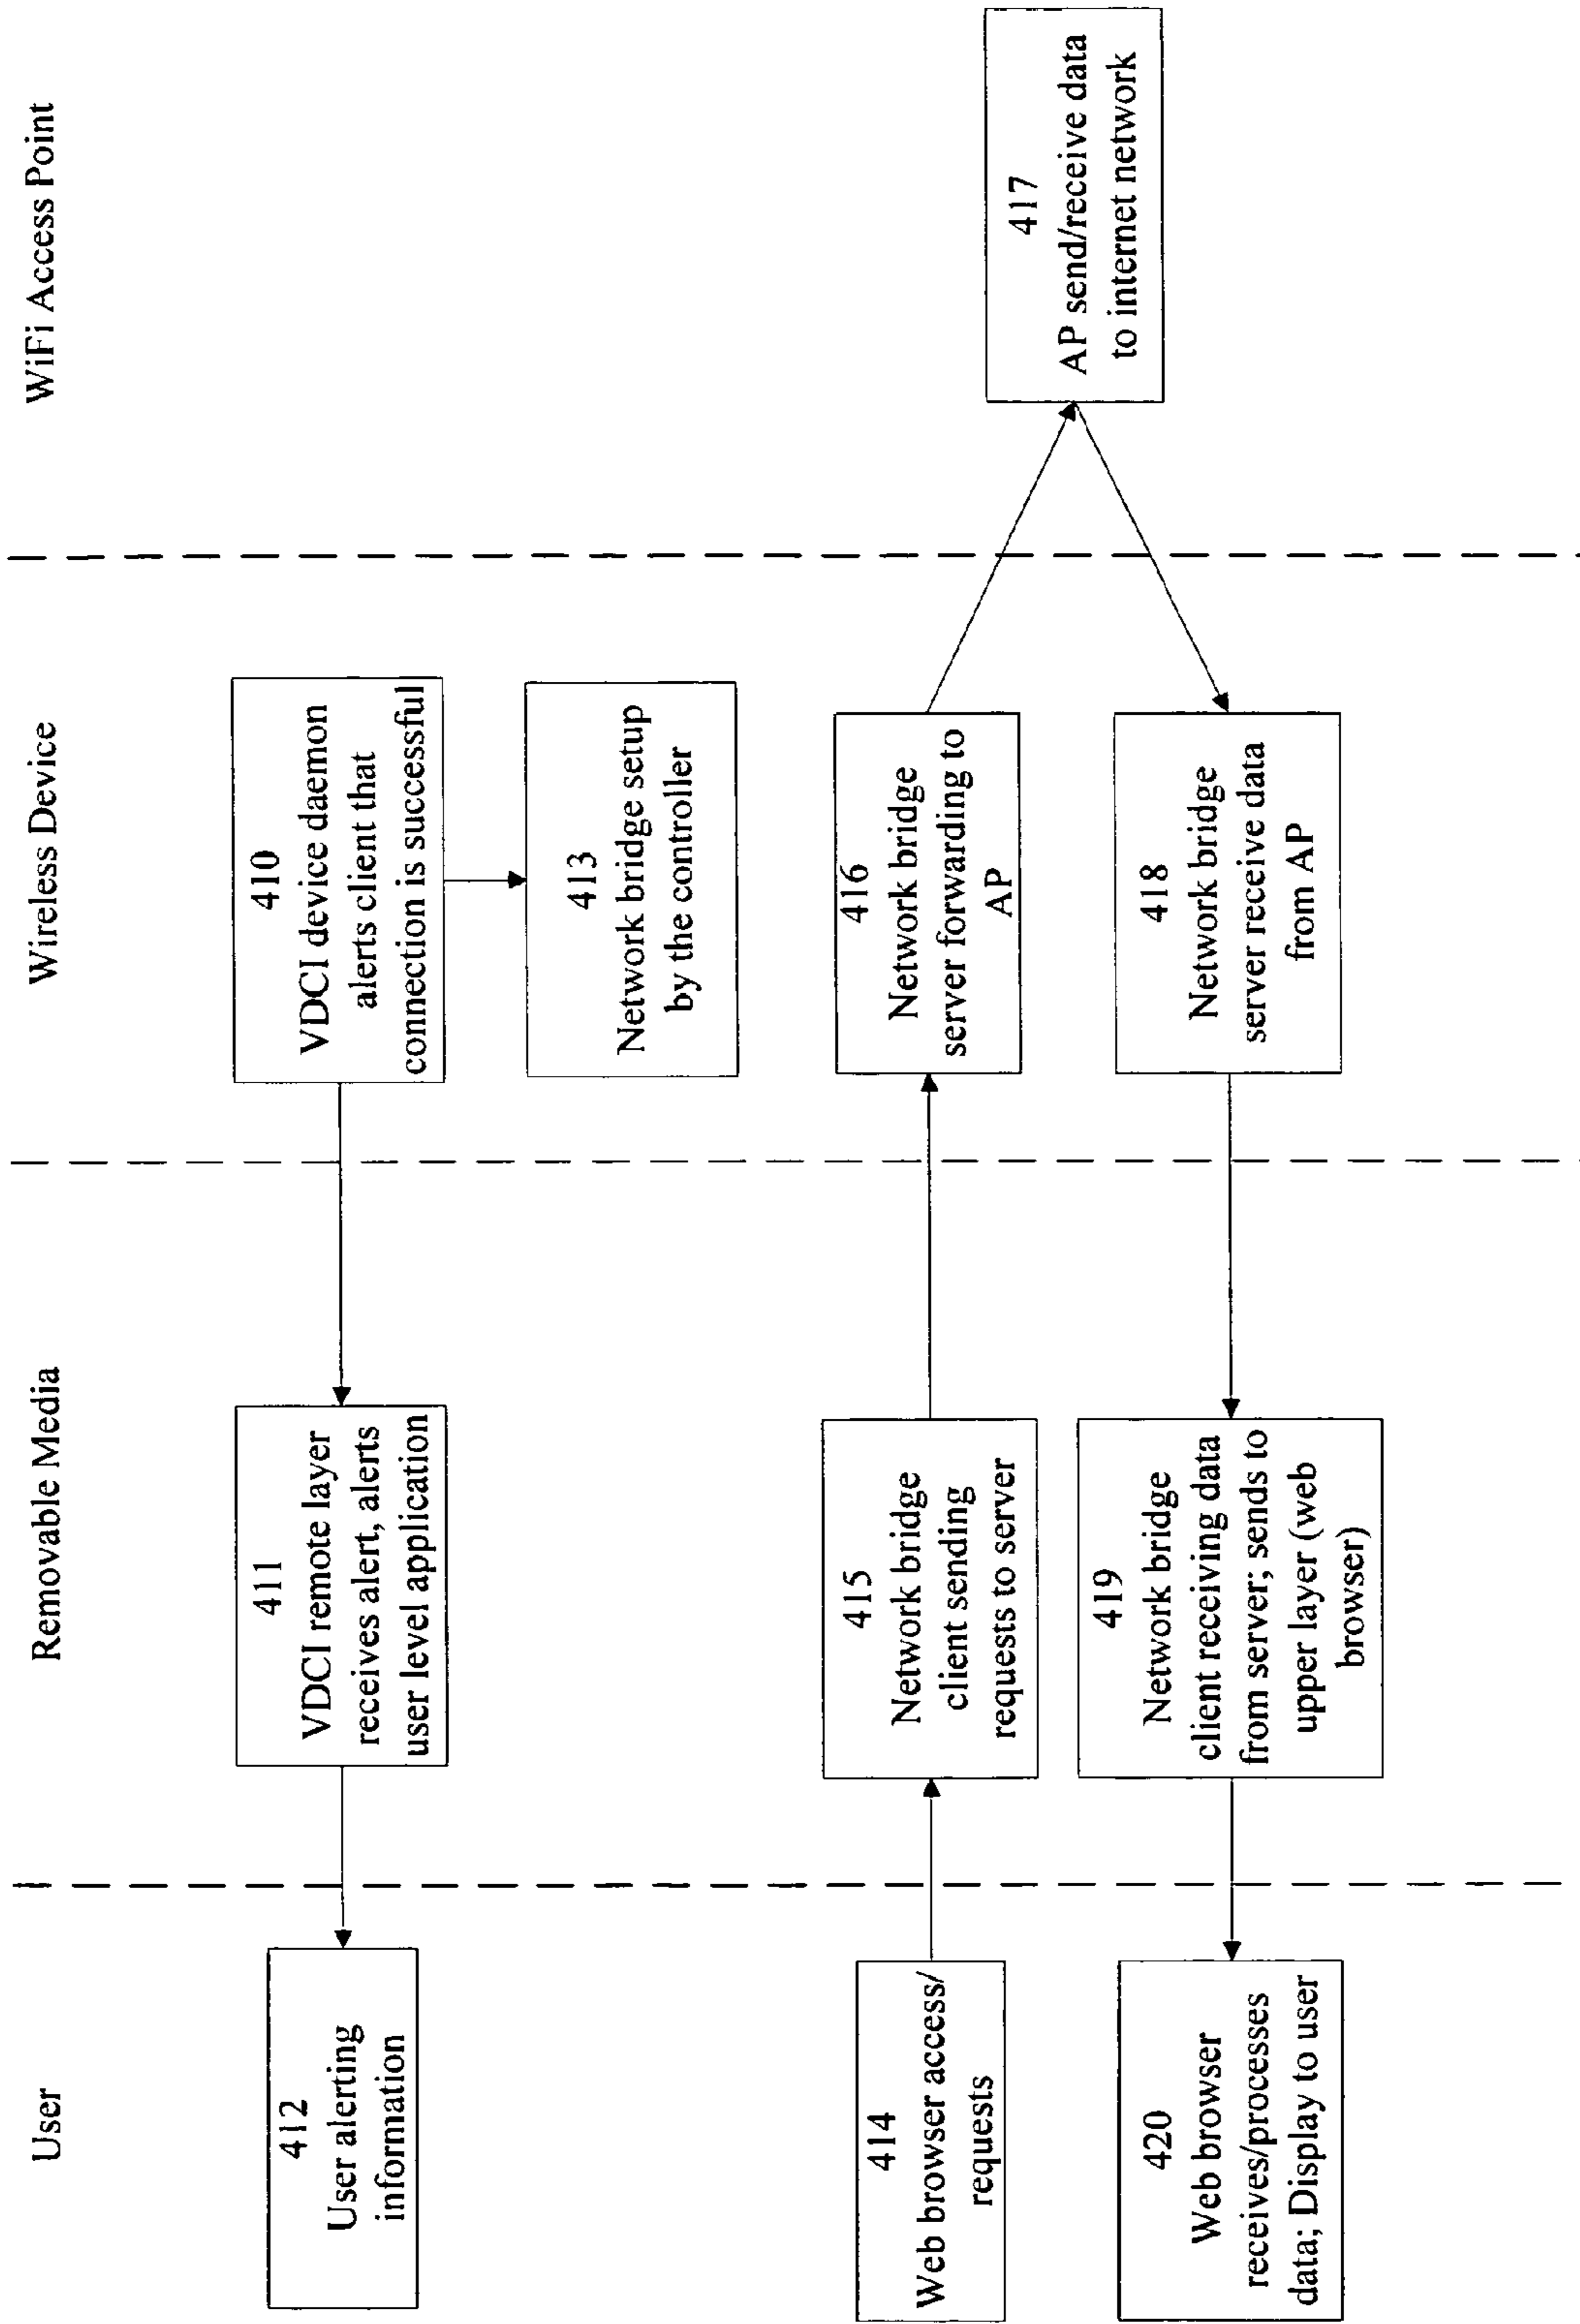 User
Removable Media
Wireless Device
WiFi Access Point
412
User alerting
information
411
VDCI remote layer
receives alert, alerts
user level application
410
VDCI device daemon
alerts client that
connection is successful
413
Network bridge setup
by the controller
414
Web browser access/
requests
415
Network bridge
client sending
requests to server
416
Network bridge
server forwarding to
AP
417
AP send/receive data
to internet network
418
Network bridge
server receive data
from AP
419
Network bridge
client receiving data
from server; sends to
upper layer (web
browser)
420
Web browser
receives/processes
data; Display to user